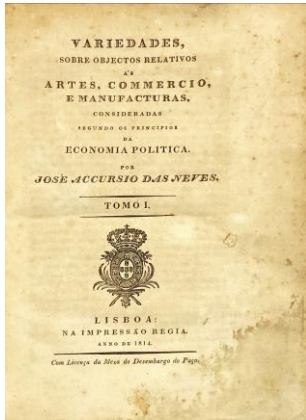 VARIEDADES,
SOBRE OBJECTOS RELATIVOS
ÁS
ARTES, COMMERCIO,
E MANUFACTURAS,
CONSIDERADAS
SEGUNDO OS PRINCIPIOS
DA
ECONOMIA POLITICA.
POR
JOSÉ ACCURSIO DAS NEVES.
TOMO I.
LISBOA:
NA IMPRESSÃO REGIA.
ANNO DE 1814.
Com Licença da Meza do Desembargo do Paço.